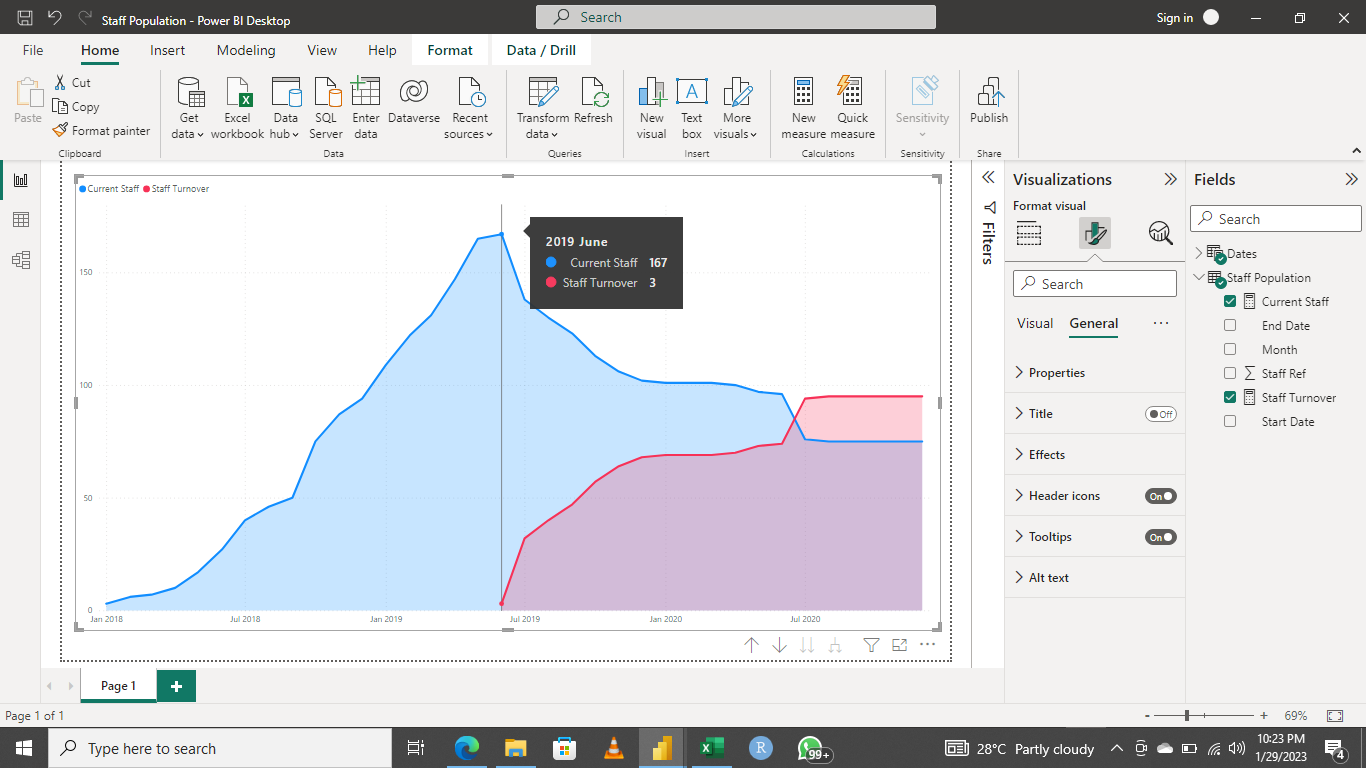 Staff Population - Power BI Desktop
Search
Sign in
File Home Insert Modeling View Help Format Data / Drill
Paste
Cut
Copy
Format painter
Clipboard
Get data
Excel workbook
Data hub
SQL Server
Enter data
Dataverse
Recent sources
Data
Transform data
Refresh
Queries
New visual
Text box
A
More visuals
Insert
New measure
Quick measure
Calculations
Sensitivity
Sensitivity
Publish
Share
Current Staff Staff Turnover
2019 June
Current Staff 167
Staff Turnover 3
150
100
50
0
Jan 2018 Jul 2018 Jan 2019 Jul 2019 Jan 2020 Jul 2020
Filters
Visualizations
Format visual
Search
Visual General ...
Properties
Title Off
Effects
Header icons On
Tooltips On
Alt text
Fields
Search
Dates
Staff Population
Current Staff
End Date
Month
Σ Staff Ref
Staff Turnover
Start Date
Page 1
Page 1 of 1
- + 69%
Type here to search
R
99+
28°C Partly cloudy
10:23 PM
1/29/2023
4